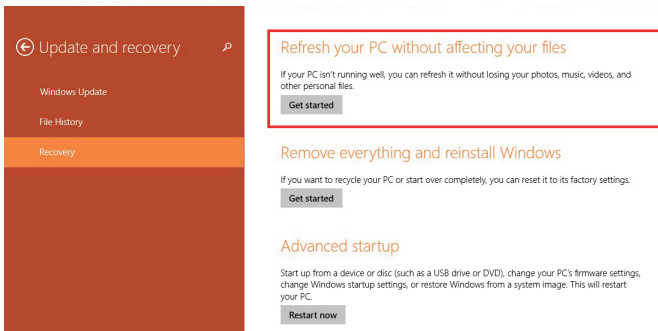 Update and recovery
Windows Update
File History
Recovery
Refresh your PC without affecting your files
If your PC isn't running well, you can refresh it without losing your photos, music, videos, and
other personal files.
Get started
Remove everything and reinstall Windows
If you want to recycle your PC or start over completely, you can reset it to its factory settings.
Get started
Advanced startup
Start up from a device or disc (such as a USB drive or DVD), change your PC's firmware settings,
change Windows startup settings, or restore Windows from a system image. This will restart
your PC.
Restart now